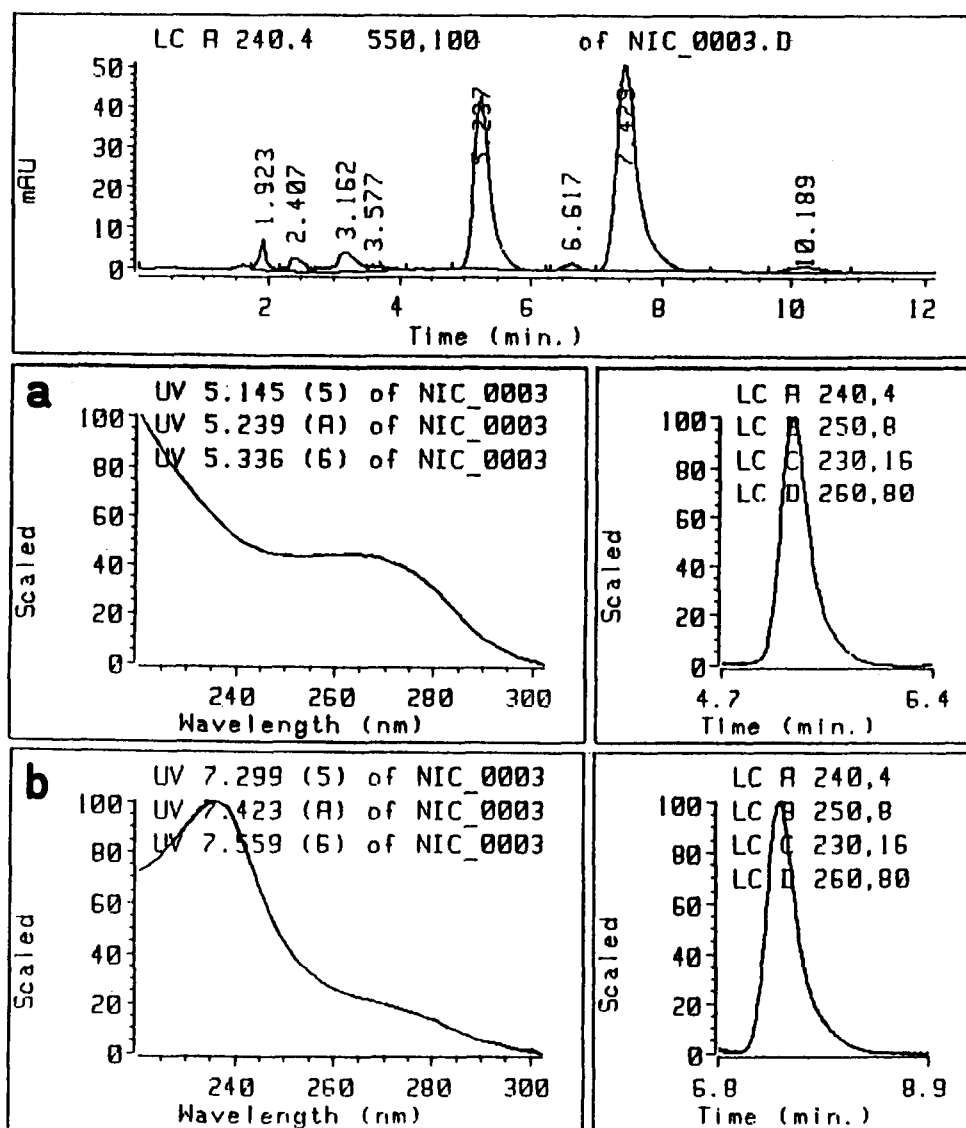 LC A 240,4 550,100 of NIC_0003.D
50
40
30
20
10
0
mAU
1.923
2.407
3.162
3.577
6.617
10.189
2 4 6 8 10 12
Time (min.)
a
UV 5.145 (5) of NIC_0003
UV 5.239 (A) of NIC_0003
UV 5.336 (6) of NIC_0003
100
80
60
40
20
0
Scaled
240 260 280 300
Wavelength (nm)
LC A 240,4
LC B 250,8
LC C 230,16
LC D 260,80
100
80
60
40
20
0
Scaled
4.7 6.4
Time (min.)
b
UV 7.299 (5) of NIC_0003
UV 7.423 (A) of NIC_0003
UV 7.559 (6) of NIC_0003
100
80
60
40
20
0
Scaled
240 260 280 300
Wavelength (nm)
LC A 240,4
LC B 250,8
LC C 230,16
LC D 260,80
100
80
60
40
20
0
Scaled
6.8 8.9
Time (min.)